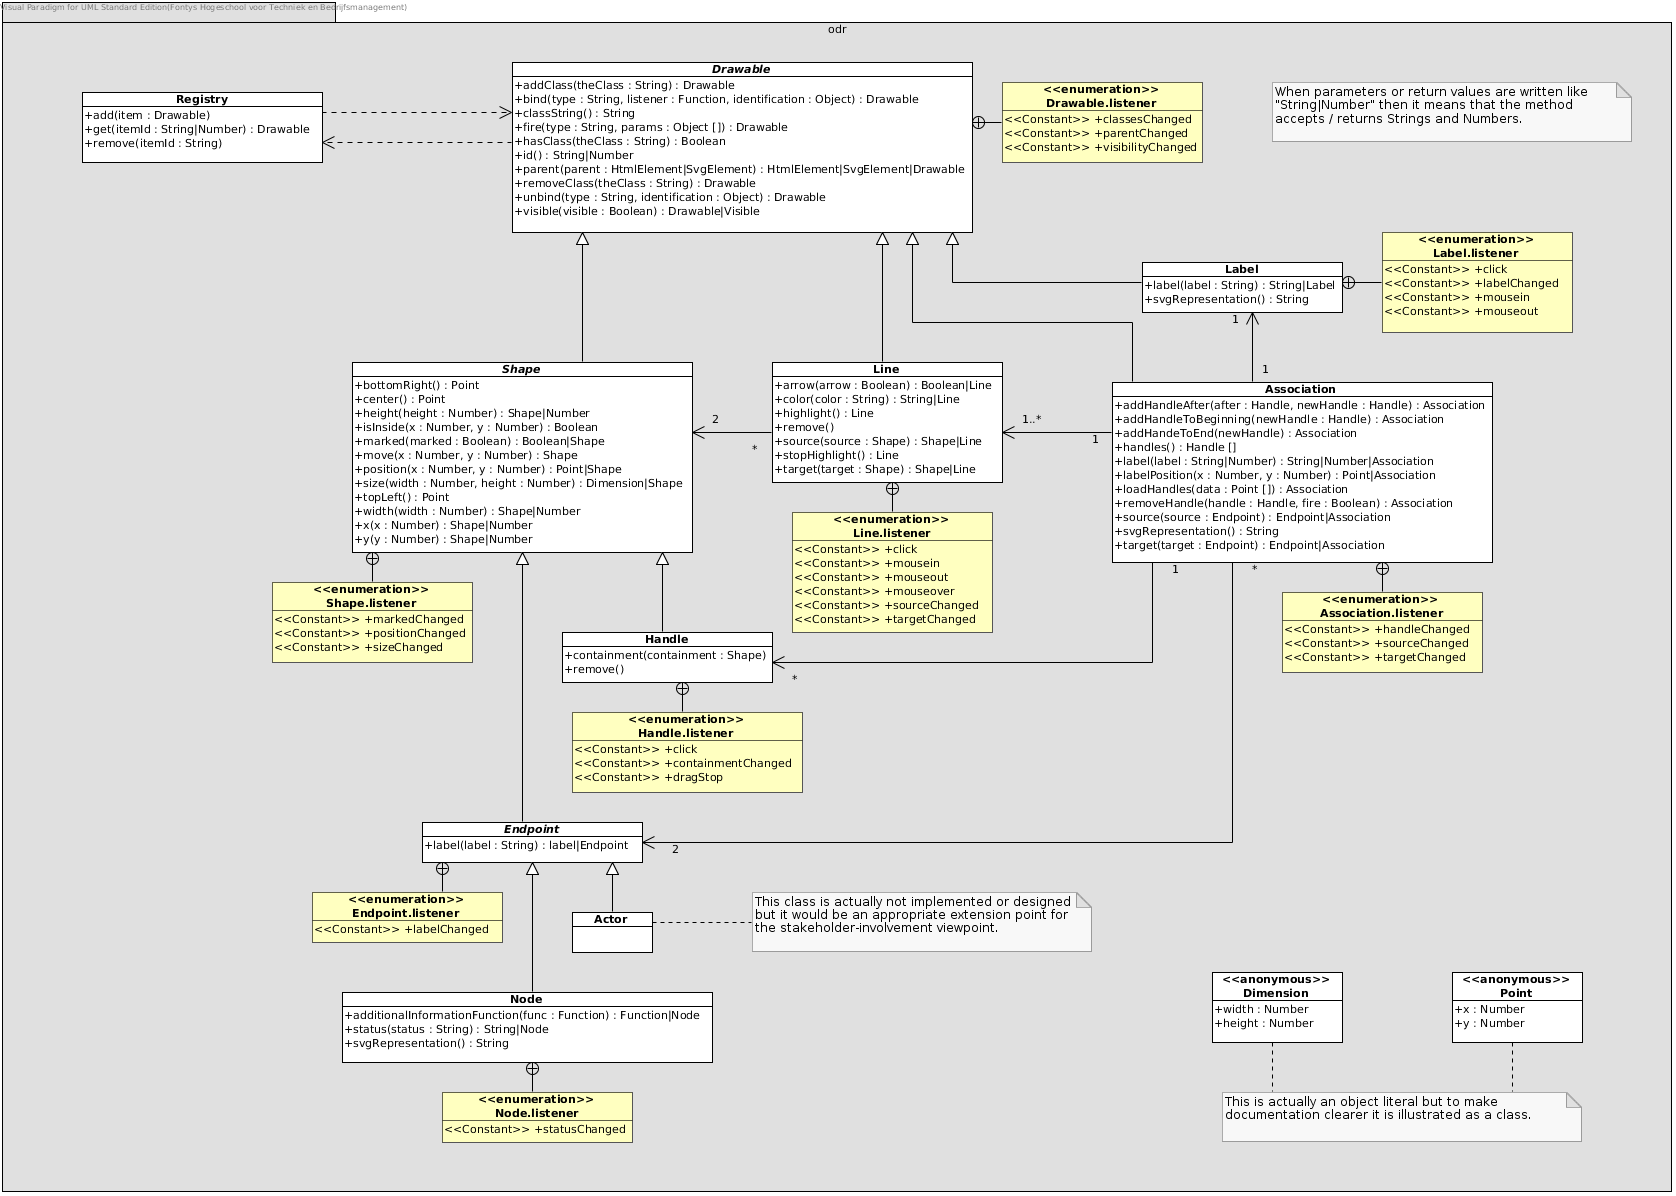 Visual Paradigm for UML Standard Edition(Fontys Hogeschool voor Techniek en Bedrijfsmanagement)
odr
Drawable
+addClass(theClass : String) : Drawable
+bind(type : String, listener : Function, identification : Object) : Drawable
+classString() : String
+fire(type : String, params : Object []) : Drawable
+hasClass(theClass : String) : Boolean
+id() : String|Number
+parent(parent : HtmlElement|SvgElement) : HtmlElement|SvgElement|Drawable
+removeClass(theClass : String) : Drawable
+unbind(type : String, identification : Object) : Drawable
+visible(visible : Boolean) : Drawable|Visible
Registry
+add(item : Drawable)
+get(itemId : String|Number) : Drawable
+remove(itemId : String)
<<enumeration>>
Drawable.listener
<<Constant>> +classesChanged
<<Constant>> +parentChanged
<<Constant>> +visibilityChanged
When parameters or return values are written like
"String|Number" then it means that the method
accepts / returns Strings and Numbers.
Label
+label(label : String) : String|Label
+svgRepresentation() : String
<<enumeration>>
Label.listener
<<Constant>> +click
<<Constant>> +labelChanged
<<Constant>> +mousein
<<Constant>> +mouseout
1
1
Shape
+bottomRight() : Point
+center() : Point
+height(height : Number) : Shape|Number
+isInside(x : Number, y : Number) : Boolean
+marked(marked : Boolean) : Boolean|Shape
+move(x : Number, y : Number) : Shape
+position(x : Number, y : Number) : Point|Shape
+size(width : Number, height : Number) : Dimension|Shape
+topLeft() : Point
+width(width : Number) : Shape|Number
+x(x : Number) : Shape|Number
+y(y : Number) : Shape|Number
2
*
Line
+arrow(arrow : Boolean) : Boolean|Line
+color(color : String) : String|Line
+highlight() : Line
+remove()
+source(source : Shape) : Shape|Line
+stopHighlight() : Line
+target(target : Shape) : Shape|Line
1..*
1
Association
+addHandleAfter(after : Handle, newHandle : Handle) : Association
+addHandleToBeginning(newHandle : Handle) : Association
+addHandeToEnd(newHandle) : Association
+handles() : Handle []
+label(label : String|Number) : String|Number|Association
+labelPosition(x : Number, y : Number) : Point|Association
+loadHandles(data : Point []) : Association
+removeHandle(handle : Handle, fire : Boolean) : Association
+source(source : Endpoint) : Endpoint|Association
+svgRepresentation() : String
+target(target : Endpoint) : Endpoint|Association
1
*
<<enumeration>>
Line.listener
<<Constant>> +click
<<Constant>> +mousein
<<Constant>> +mouseout
<<Constant>> +mouseover
<<Constant>> +sourceChanged
<<Constant>> +targetChanged
<<enumeration>>
Shape.listener
<<Constant>> +markedChanged
<<Constant>> +positionChanged
<<Constant>> +sizeChanged
<<enumeration>>
Association.listener
<<Constant>> +handleChanged
<<Constant>> +sourceChanged
<<Constant>> +targetChanged
Handle
+containment(containment : Shape)
+remove()
*
<<enumeration>>
Handle.listener
<<Constant>> +click
<<Constant>> +containmentChanged
<<Constant>> +dragStop
Endpoint
+label(label : String) : label|Endpoint
2
<<enumeration>>
Endpoint.listener
<<Constant>> +labelChanged
Actor
This class is actually not implemented or designed
but it would be an appropriate extension point for
the stakeholder-involvement viewpoint.
Node
+additionalInformationFunction(func : Function) : Function|Node
+status(status : String) : String|Node
+svgRepresentation() : String
<<enumeration>>
Node.listener
<<Constant>> +statusChanged
<<anonymous>>
Dimension
+width : Number
+height : Number
<<anonymous>>
Point
+x : Number
+y : Number
This is actually an object literal but to make
documentation clearer it is illustrated as a class.